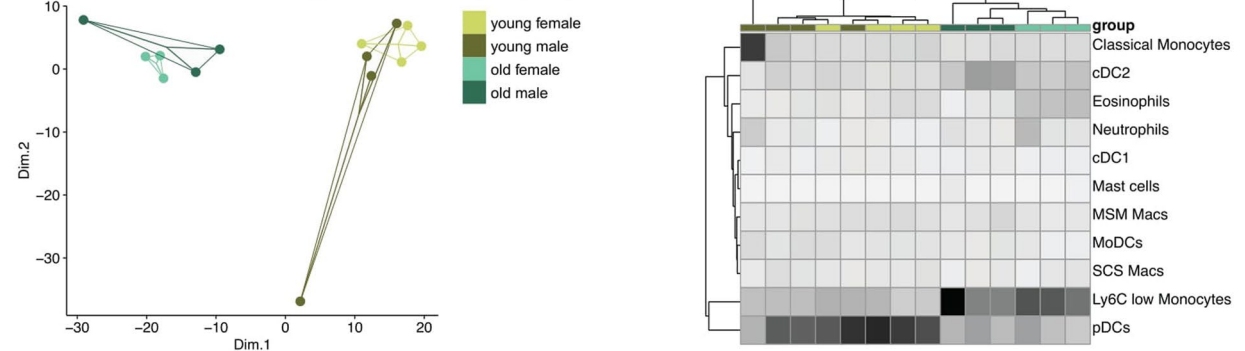 10
0
−10
−20
−30
Dim.2
−30
−20
−10
0
10
20
Dim.1
young female
young male
old female
old male
group
Classical Monocytes
cDC2
Eosinophils
Neutrophils
cDC1
Mast cells
MSM Macs
MoDCs
SCS Macs
Ly6C low Monocytes
pDCs